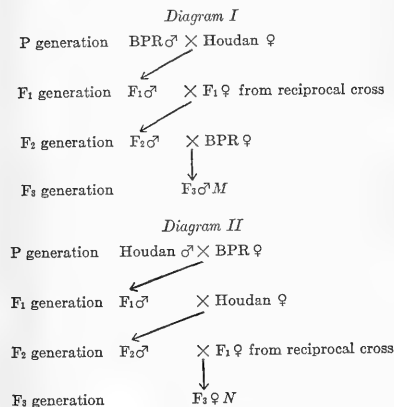 Diagram I
P generation BPR♂ × Houdan ♀
F₁ generation F₁♂ × F₁♀ from reciprocal cross
F₂ generation F₂♂ × BPR♀
F₃ generation F₃♂M
Diagram II
P generation Houdan ♂ × BPR♀
F₁ generation F₁♂ × Houdan ♀
F₂ generation F₂♂ × F₁♀ from reciprocal cross
F₃ generation F₃♀N